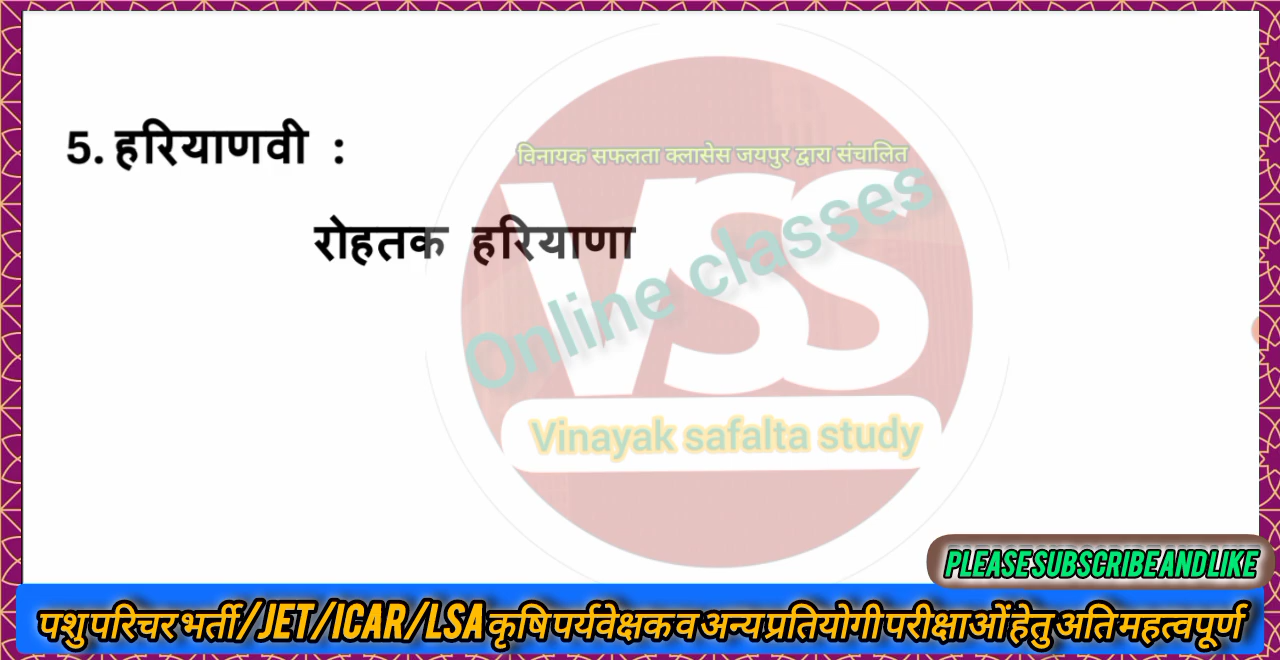 5. हरियाणवी :
विनायक सफलता क्लासेस जयपुर द्वारा संचालित
रोहतक हरियाणा
VSS
Online classes
Vinayak safalta study
PLEASE SUBSCRIBE AND LIKE
पशु परिचर भर्ती/JET/ICAR/LSA कृषि पर्यवेक्षक व अन्य प्रतियोगी परीक्षाओं हेतु अति महत्वपूर्ण